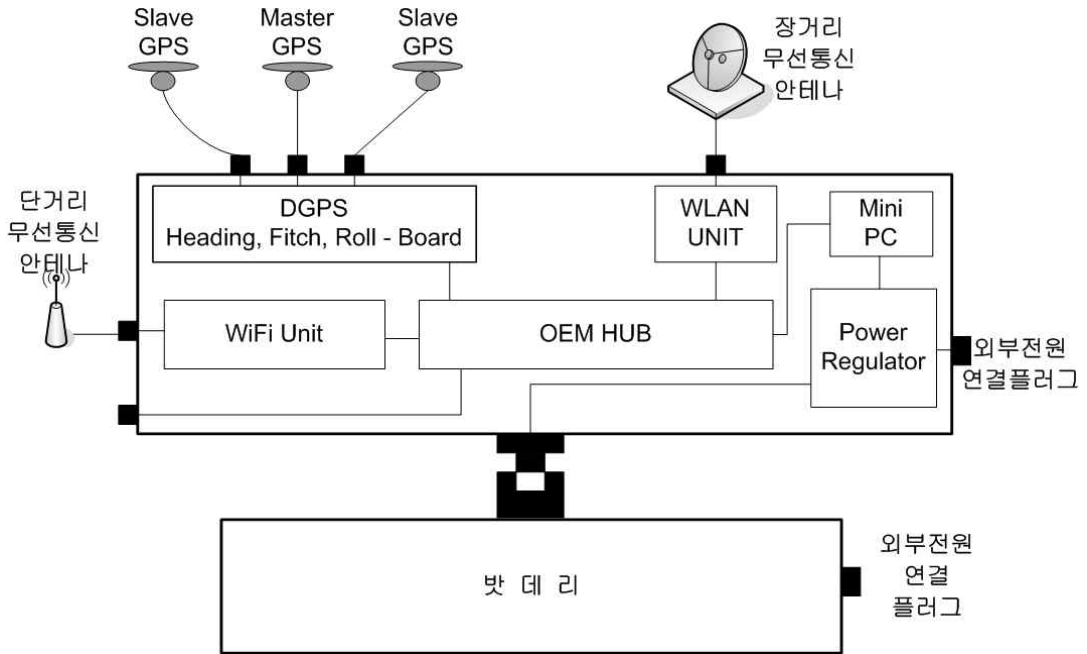 Slave
GPS
Master
GPS
Slave
GPS
장거리
무선통신
안테나
단거리
무선통신
안테나
DGPS
Heading, Fitch, Roll - Board
WLAN
UNIT
Mini
PC
WiFi Unit
OEM HUB
Power
Regulator
외부전원
연결플러그
밧 데 리
외부전원
연결
플러그